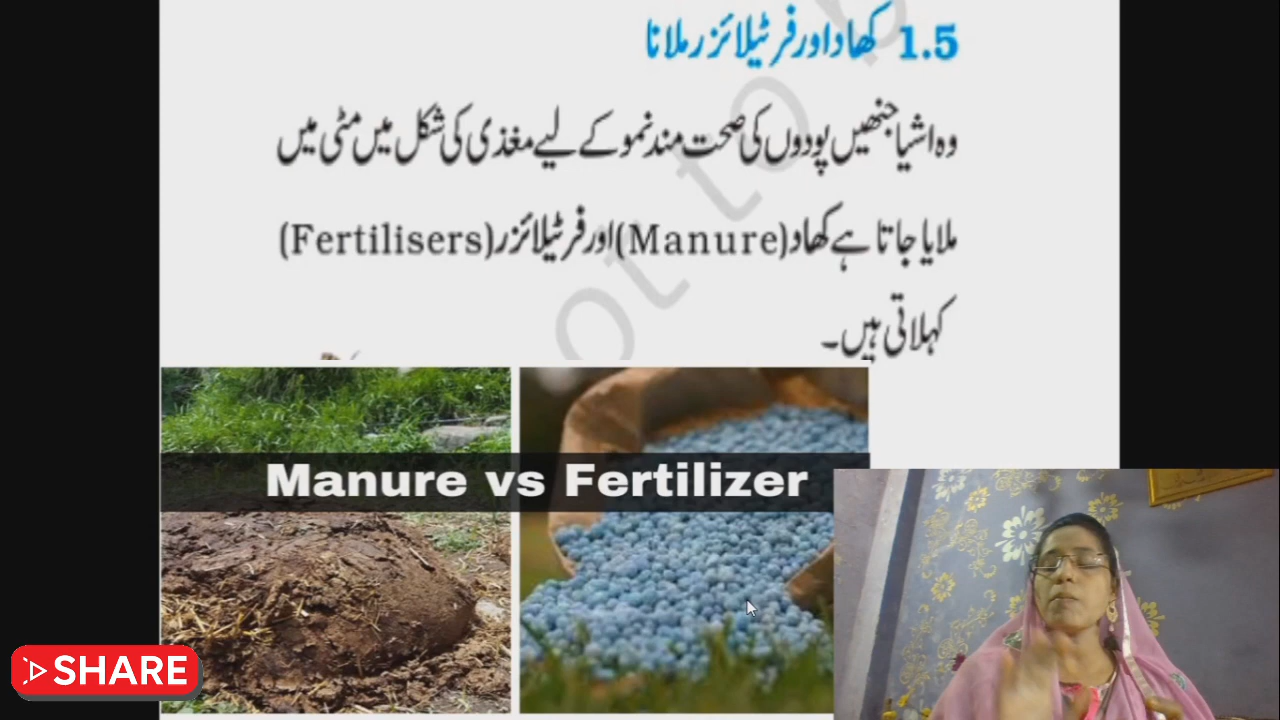 1.5 کھاد اور فرٹیلائزر ملانا
وہ اشیا جنھیں پودوں کی صحت مند نمو کے لیے مغذی کی شکل میں مٹی میں
ملایا جاتا ہے کھاد (Manure) اور فرٹیلائزر (Fertilisers)
کہلاتی ہیں۔
Manure vs Fertilizer
SHARE